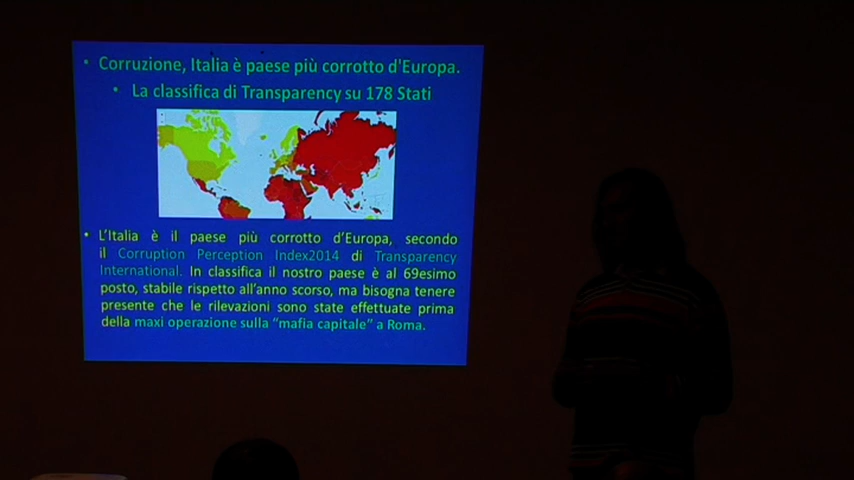 • Corruzione, Italia è paese più corrotto d'Europa.
• La classifica di Transparency su 178 Stati
• L'Italia è il paese più corrotto d'Europa, secondo
il Corruption Perception Index2014 di Transparency
International. In classifica il nostro paese è al 69esimo
posto, stabile rispetto all'anno scorso, ma bisogna tenere
presente che le rilevazioni sono state effettuate prima
della maxi operazione sulla “mafia capitale” a Roma.